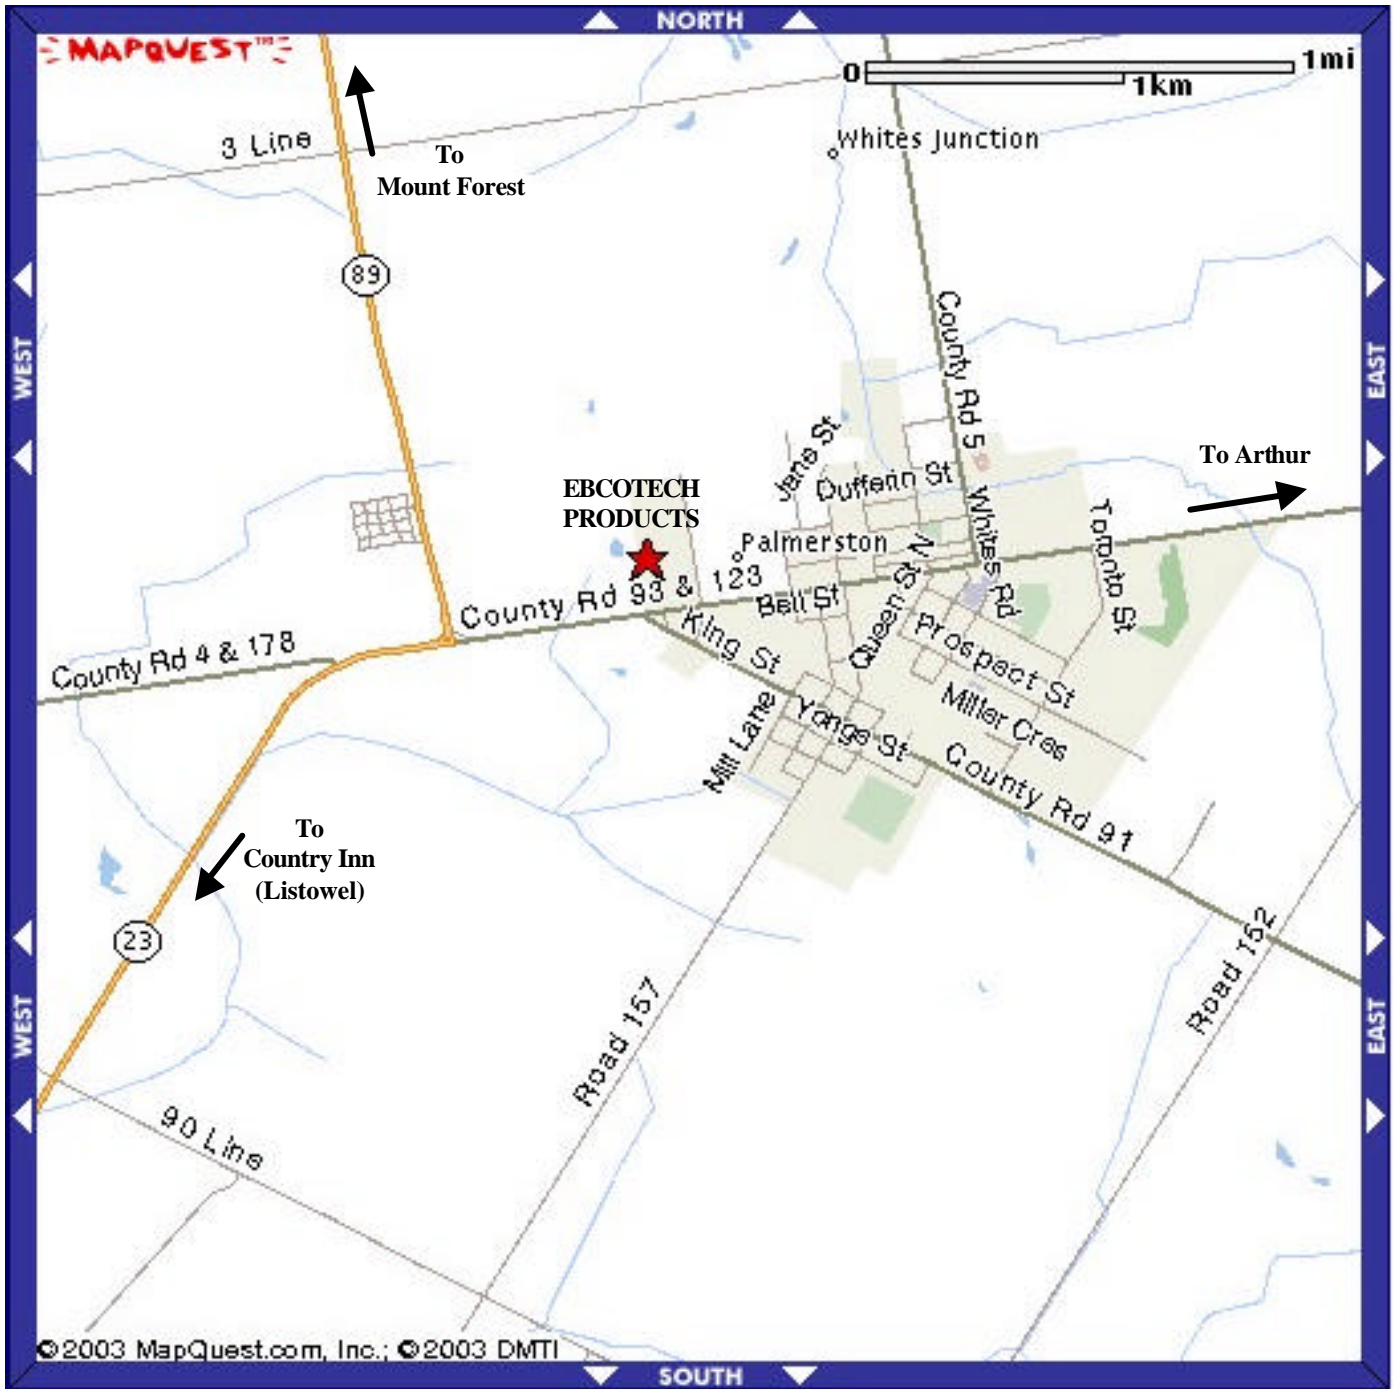 NORTH
MAPQUEST™
0
1mi
1km
3 Line
To
Mount Forest
Whites Junction
89
WEST
EAST
County Rd 5
Jane St
Dufferin St
To Arthur
EBCOTECH
PRODUCTS
Palmerston
Whites Rd
Toronto St
County Rd 93 & 123
Bell St
Queen St N
King St
Prospect St
County Rd 4 & 178
Miller Cres
Mill Lane
Yonge St
County Rd 91
To
Country Inn
(Listowel)
23
Road 152
Road 157
WEST
EAST
90 Line
©2003 MapQuest.com, Inc.; ©2003 DMTI
SOUTH